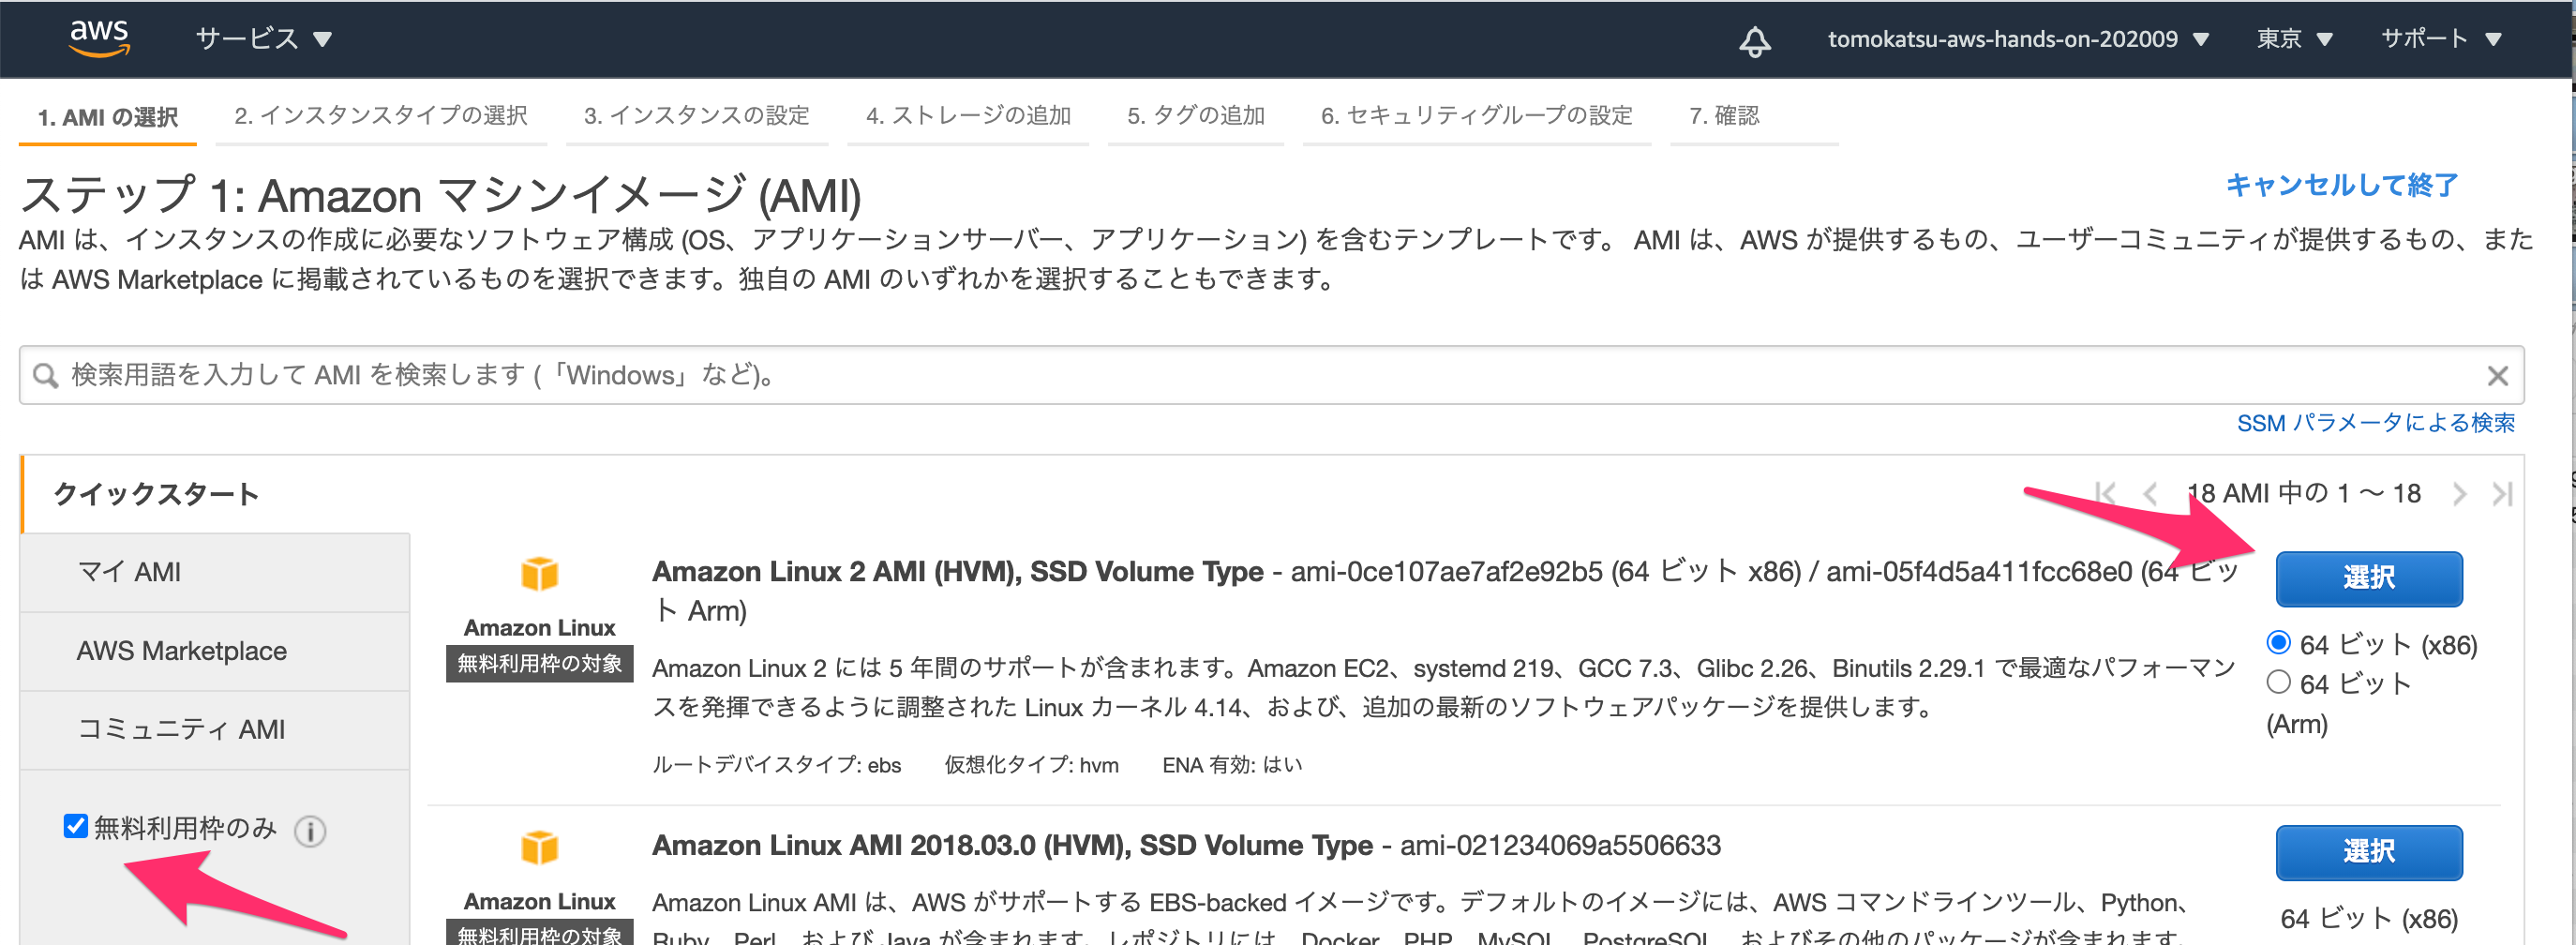 aws サービス ▼ tomokatsu-aws-hands-on-202009 ▼ 東京 ▼ サポート ▼
1. AMI の選択 2. インスタンスタイプの選択 3. インスタンスの設定 4. ストレージの追加 5. タグの追加 6. セキュリティグループの設定 7. 確認
ステップ 1: Amazon マシンイメージ (AMI)
キャンセルして終了
AMI は、インスタンスの作成に必要なソフトウェア構成 (OS、アプリケーションサーバー、アプリケーション) を含むテンプレートです。 AMI は、AWS が提供するもの、ユーザーコミュニティが提供するもの、また
は AWS Marketplace に掲載されているものを選択できます。独自の AMI のいずれかを選択することもできます。
検索用語を入力して AMI を検索します (「Windows」など)。
SSM パラメータによる検索
クイックスタート
18 AMI 中の 1 ～ 18
マイ AMI
AWS Marketplace
コミュニティ AMI
無料利用枠のみ
Amazon Linux
無料利用枠の対象
Amazon Linux 2 AMI (HVM), SSD Volume Type - ami-0ce107ae7af2e92b5 (64 ビット x86) / ami-05f4d5a411fcc68e0 (64 ビッ
ト Arm)
Amazon Linux 2 には 5 年間のサポートが含まれます。Amazon EC2、systemd 219、GCC 7.3、Glibc 2.26、Binutils 2.29.1 で最適なパフォーマン
スを発揮できるように調整された Linux カーネル 4.14、および、追加の最新のソフトウェアパッケージを提供します。
ルートデバイスタイプ: ebs 仮想化タイプ: hvm ENA 有効: はい
選択
64 ビット (x86)
64 ビット
(Arm)
Amazon Linux
無料利用枠の対象
Amazon Linux AMI 2018.03.0 (HVM), SSD Volume Type - ami-021234069a5506633
Amazon Linux AMI は、AWS がサポートする EBS-backed イメージです。デフォルトのイメージには、AWS コマンドラインツール、Python、
Ruby、Perl、および Java が含まれます。レポジトリには、Docker、PHP、MySQL、PostgreSQL、およびその他のパッケージが含まれます。
選択
64 ビット (x86)